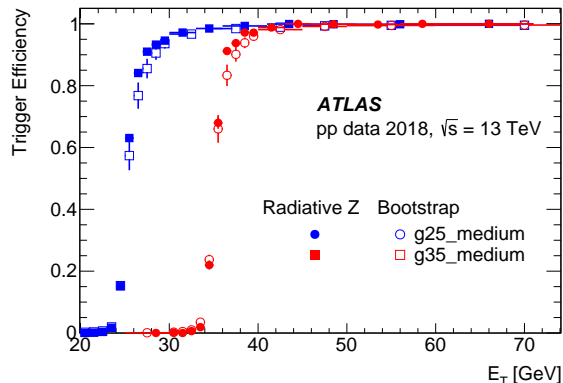 Trigger Efficiency
1
0.8
0.6
0.4
0.2
0
ATLAS
pp data 2018, √s = 13 TeV
Radiative Z Bootstrap
g25_medium
g35_medium
20 30 40 50 60 70
E_T [GeV]